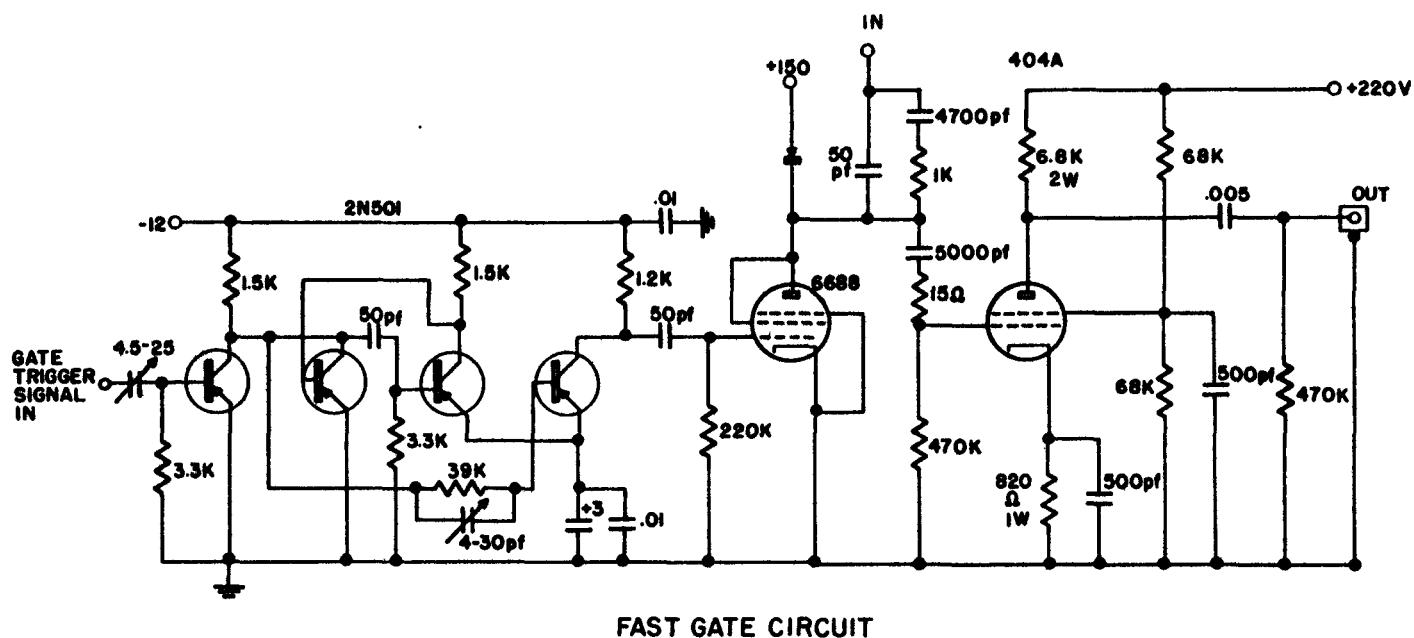 IN
+150
404A
+220V
4700pf
50
pf
1K
6.8K
2W
68K
.005
OUT
-12
2N501
.01
1.5K
1.5K
1.2K
5000pf
6688
15Ω
50pf
50pf
4.5-25
GATE
TRIGGER
SIGNAL
IN
68K
500pf
470K
3.3K
3.3K
39K
220K
470K
820
Ω
1W
500pf
+3
.01
4-30pf
FAST GATE CIRCUIT